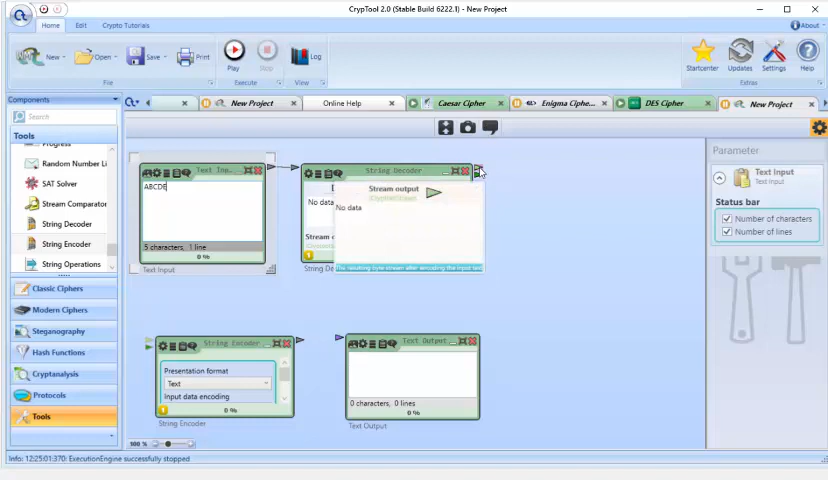 CrypTool 2.0 (Stable Build 6222.1) - New Project
Home
Edit
Crypto Tutorials
About
New
Open
Save
Print
Play
Stop
Log
Startcenter
Updates
Settings
Help
File
Execute
View
Extras
Components
New Project
Online Help
Caesar Cipher
Enigma Ciphe...
DES Cipher
New Project
Search
Tools
Progress
Random Number Li
SAT Solver
Stream Comparator
String Decoder
String Encoder
String Operations
Classic Ciphers
Modern Ciphers
Steganography
Hash Functions
Cryptanalysis
Protocols
Tools
Text Inp...
ABCDE
5 characters, 1 line
0 %
Text Input
String Decoder
No data
Stream o
String De
Stream output
CryptoolStream
No data
The resulting byte stream after encoding the input text
String Encoder
Presentation format
Text
Input data encoding
0 %
String Encoder
Text Output
0 characters, 0 lines
0 %
Text Output
Parameter
Text Input
Text Input
Status bar
Number of characters
Number of lines
100 %
Info: 12:25:01:370: ExecutionEngine successfully stopped